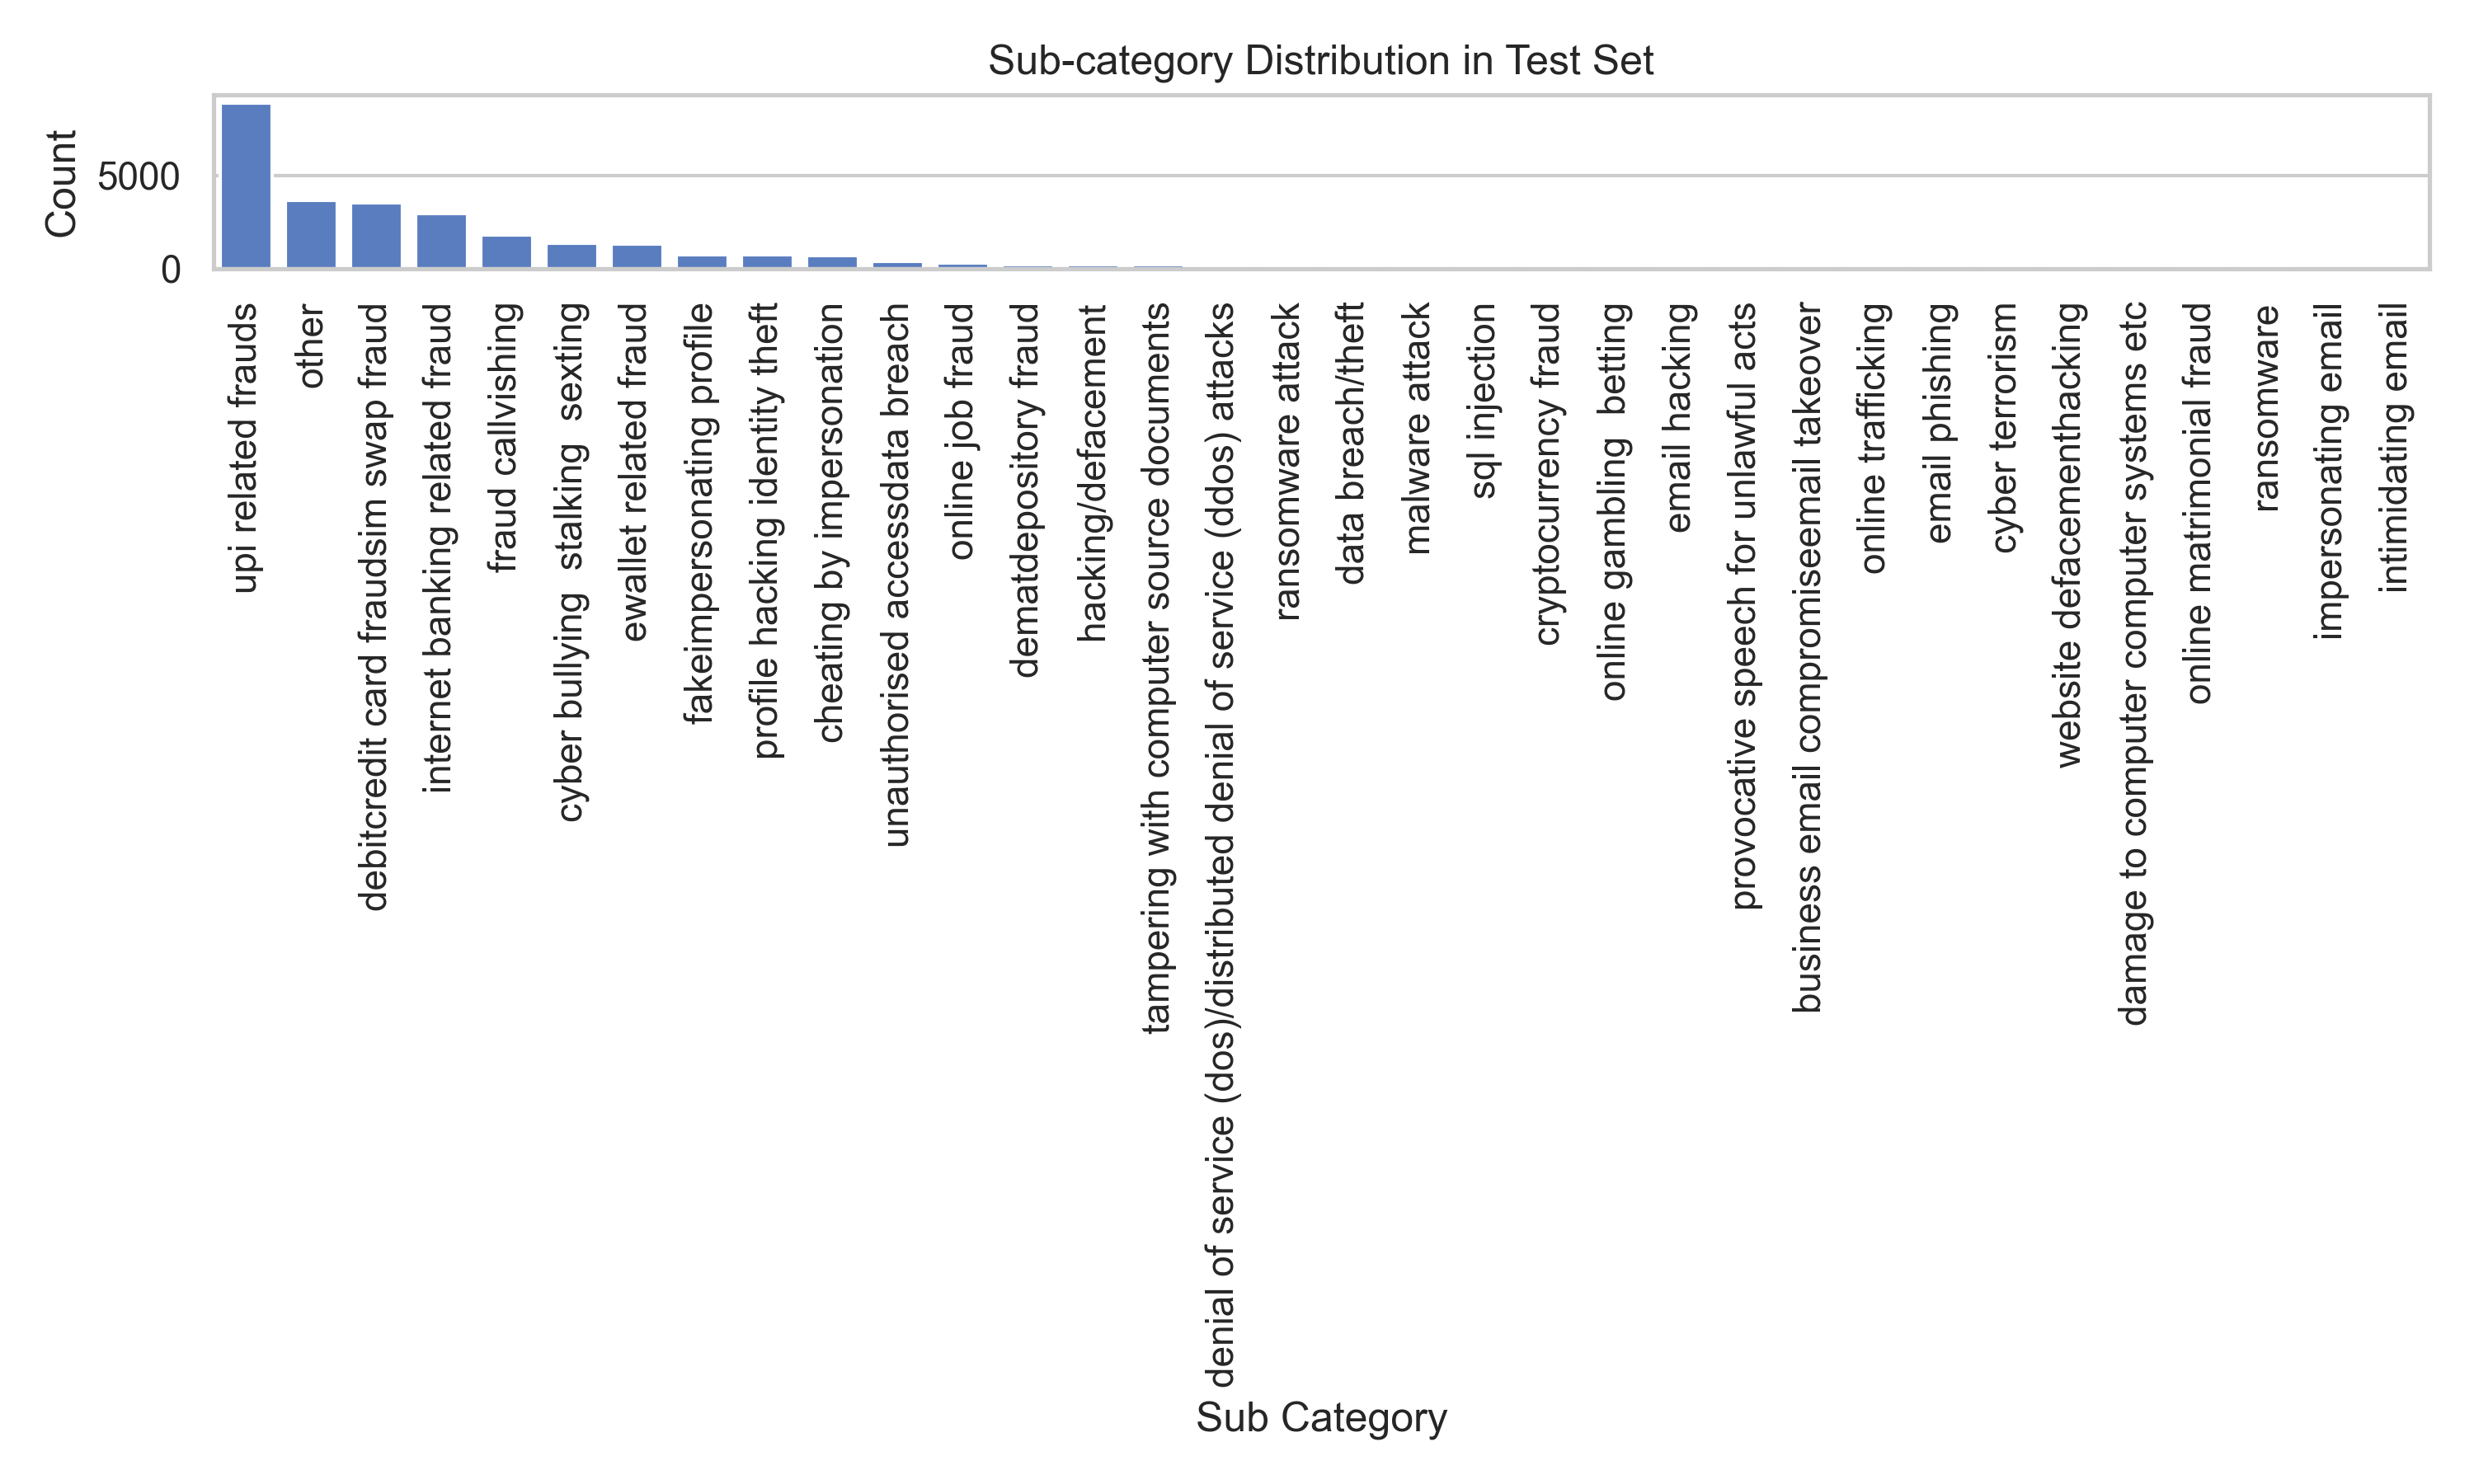 Sub-category Distribution in Test Set
Count
5000
0
upi related frauds
other
debitcredit card fraudsim swap fraud
internet banking related fraud
fraud callvishing
cyber bullying  stalking  sexting
ewallet related fraud
fakeimpersonating profile
profile hacking identity theft
cheating by impersonation
unauthorised accessdata breach
online job fraud
dematdepository fraud
hacking/defacement
tampering with computer source documents
denial of service (dos)/distributed denial of service (ddos) attacks
ransomware attack
data breach/theft
malware attack
sql injection
cryptocurrency fraud
online gambling  betting
email hacking
provocative speech for unlawful acts
business email compromiseemail takeover
online trafficking
email phishing
cyber terrorism
website defacementhacking
damage to computer computer systems etc
online matrimonial fraud
ransomware
impersonating email
intimidating email
Sub Category